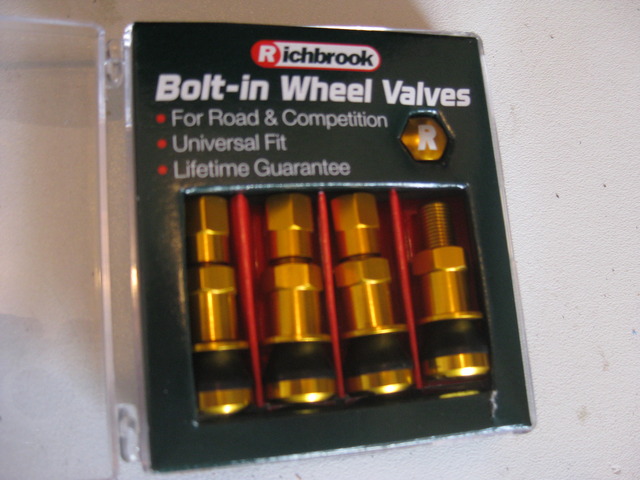 Richbrook
Bolt-in Wheel Valves
• For Road & Competition
• Universal Fit
• Lifetime Guarantee
R